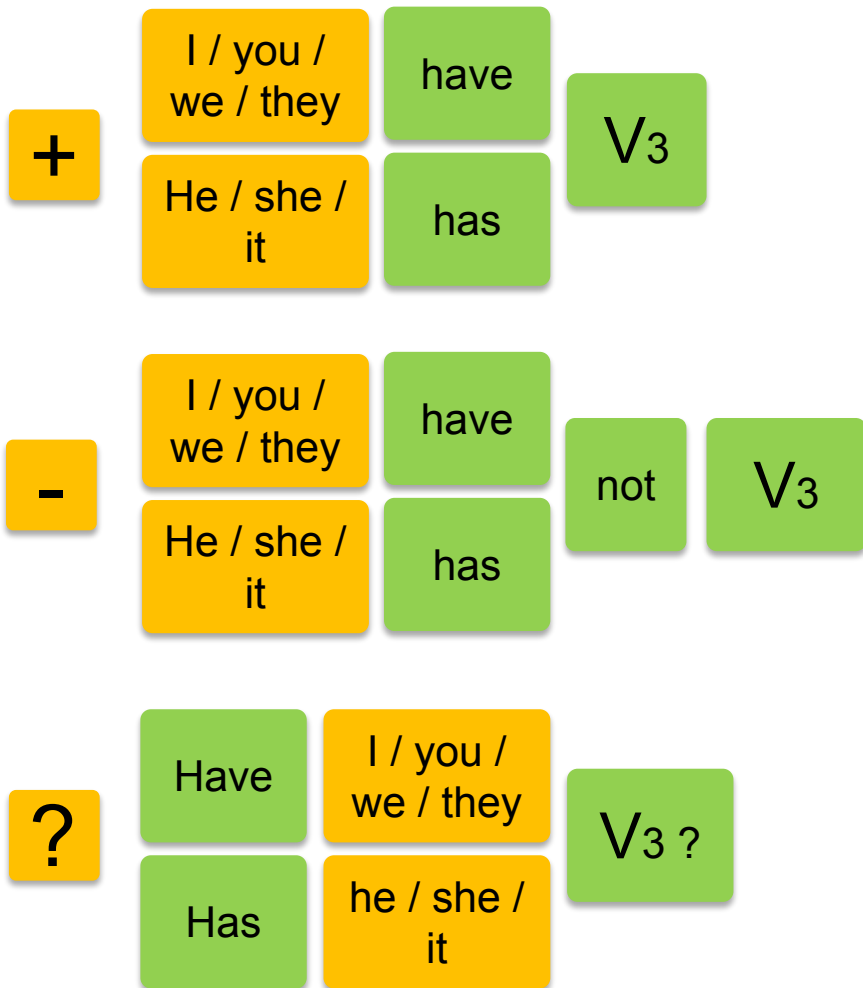 +
I / you /
we / they
have
He / she /
it
has
V3
-
I / you /
we / they
have
He / she /
it
has
not
V3
?
Have
I / you /
we / they
Has
he / she /
it
V3 ?